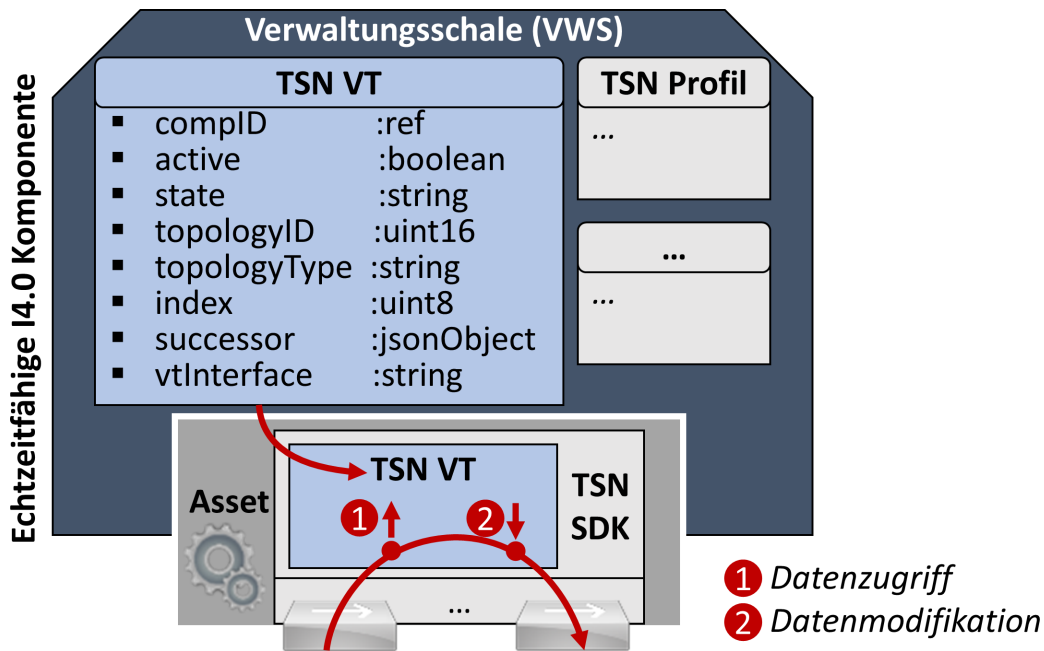 Verwaltungsschale (VWS)
Echtzeitfähige I4.0 Komponente
TSN VT
▪ compID :ref
▪ active :boolean
▪ state :string
▪ topologyID :uint16
▪ topologyType :string
▪ index :uint8
▪ successor :jsonObject
▪ vtInterface :string
TSN Profil
...
...
...
Asset
TSN VT
1
2
TSN
SDK
...
1 Datenzugriff
2 Datenmodifikation